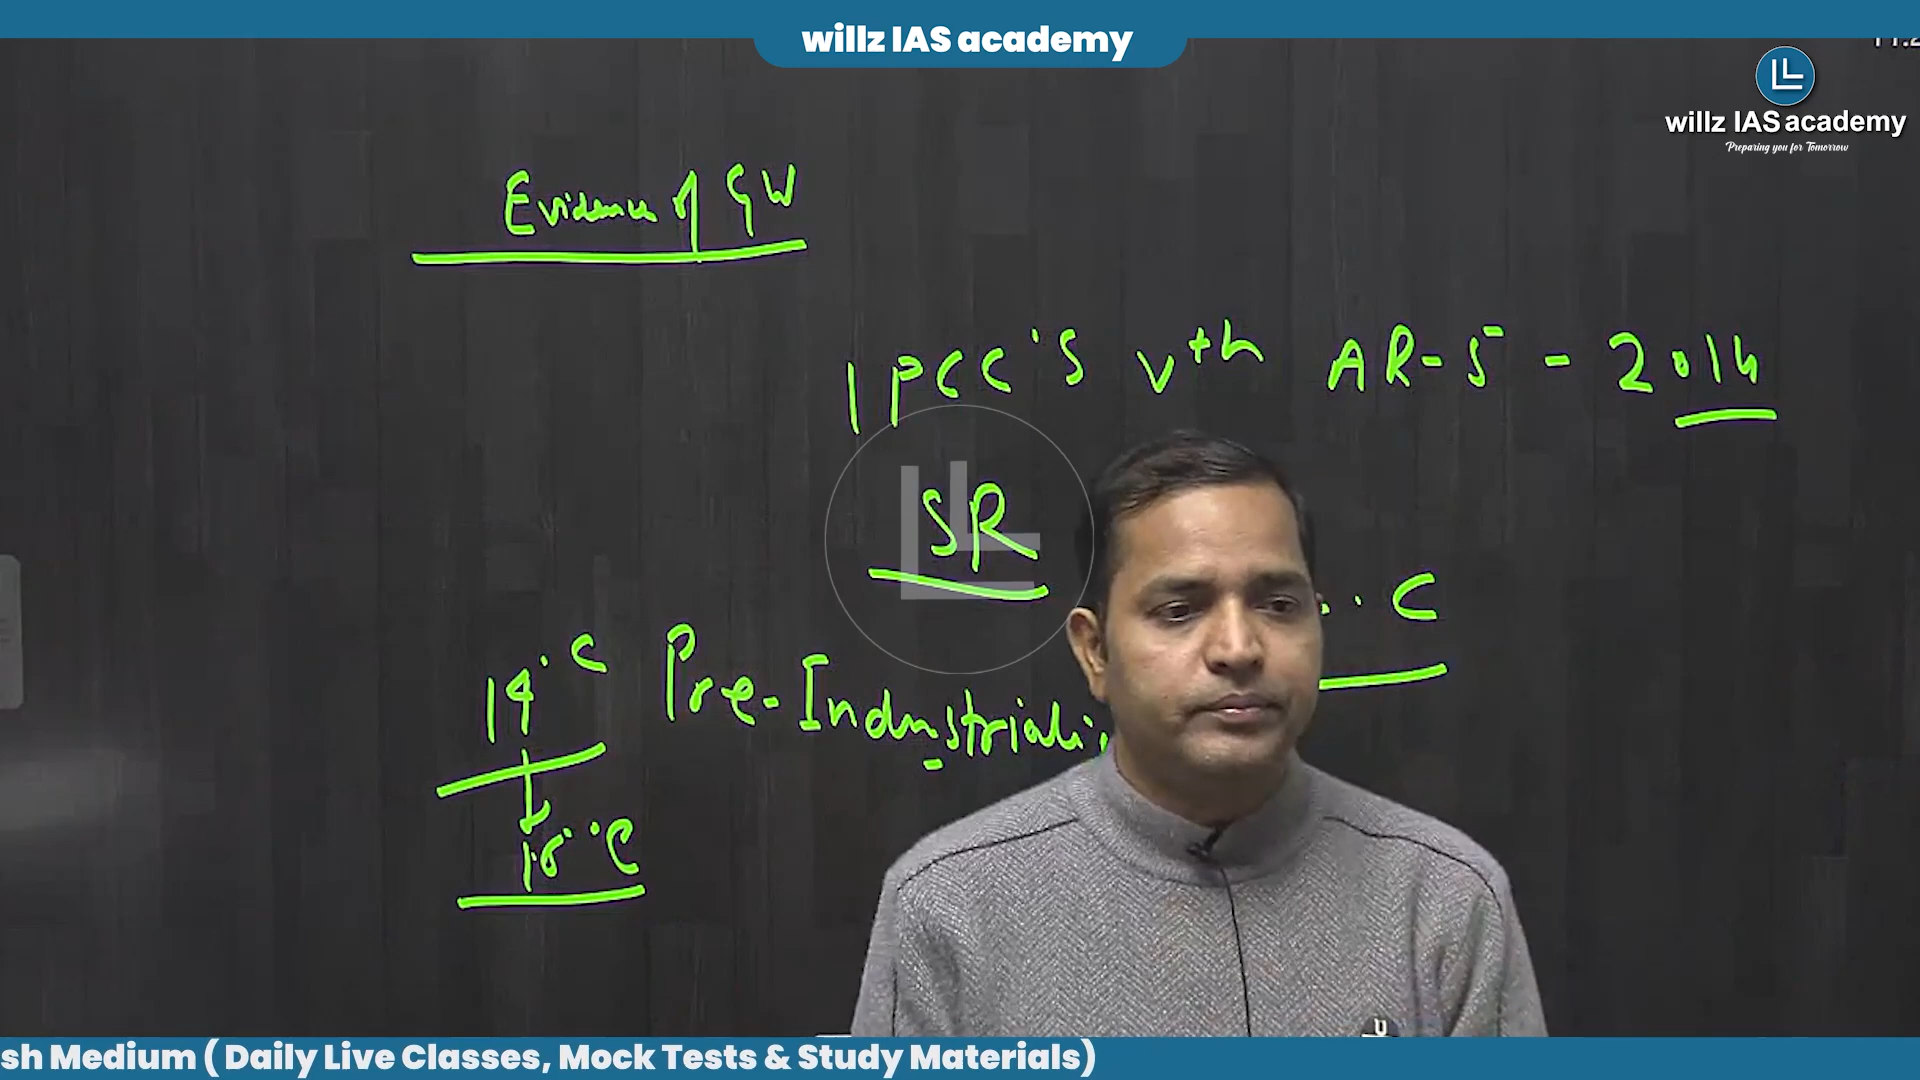 willz IAS academy
willz IAS academy
Preparing you for Tomorrow
Evidence of GW
IPCC'S Vth AR-5 - 2014
SR
C
14°C Pre-Industriali
°C
sh Medium ( Daily Live Classes, Mock Tests & Study Materials)